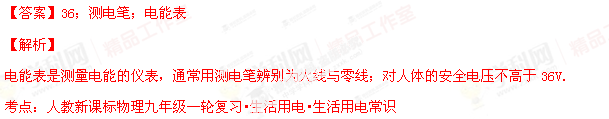 【答案】36；测电笔；电能表
【解析】
电能表是测量电能的仪表，通常用测电笔辨别为火线与零线；对人体的安全电压不高于 36V.
考点：人教新课标物理九年级一轮复习•生活用电•生活用电常识